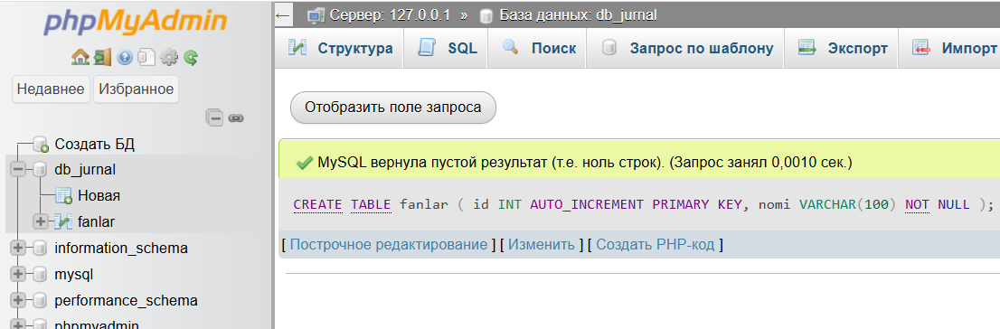 phpMyAdmin
Недавнее Избранное
Создать БД
db_jurnal
Новая
fanlar
information_schema
mysql
performance_schema
phpmyadmin
← Сервер: 127.0.0.1 » База данных: db_jurnal
Структура SQL Поиск Запрос по шаблону Экспорт Импорт
Отобразить поле запроса
MySQL вернула пустой результат (т.е. ноль строк). (Запрос занял 0,0010 сек.)
CREATE TABLE fanlar ( id INT AUTO_INCREMENT PRIMARY KEY, nomi VARCHAR(100) NOT NULL );
[ Построчное редактирование ] [ Изменить ] [ Создать PHP-код ]